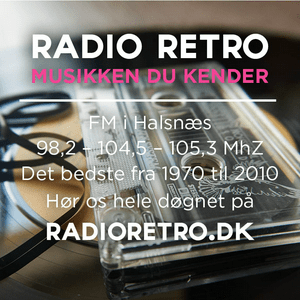 RADIO RETRO
MUSIKKEN DU KENDER
FM i Halsnæs
98,2 – 104,5 – 105,3 MhZ
Det bedste fra 1970 til 2010
Hør os hele døgnet på
RADIORETRO.DK